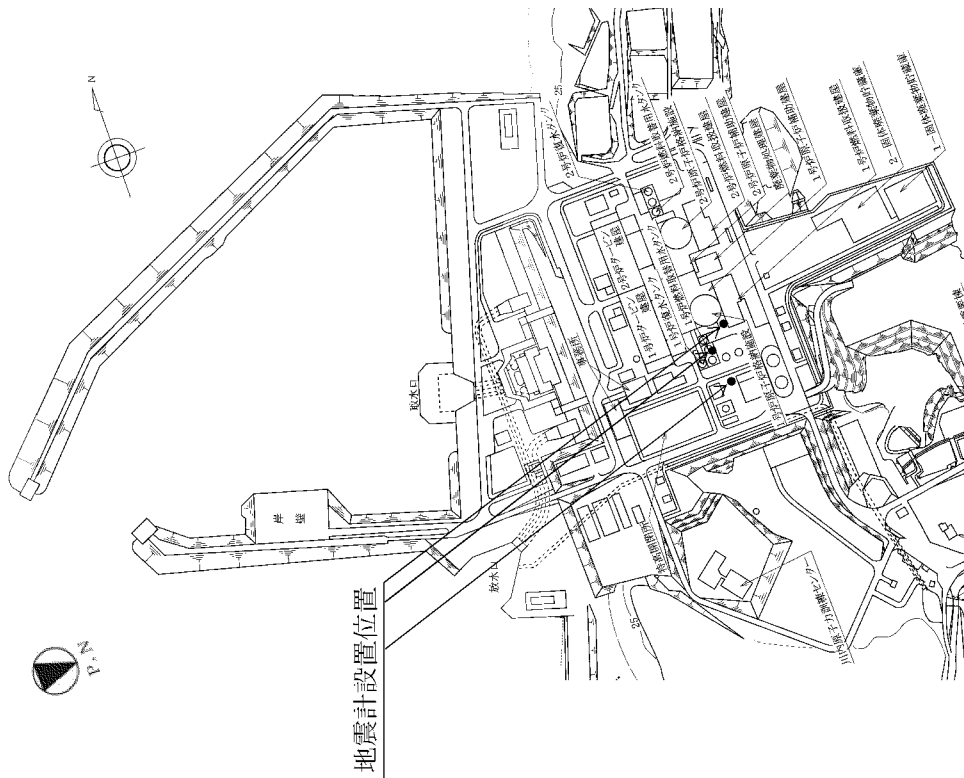 N
P.N
地震計設置位置
取水口
岸壁
放水口
25
2号炉復水タンク
2号炉燃料取替用水タンク
2号炉原子炉格納施設
2号炉燃料取扱建屋
2号炉原子炉補助建屋
廃棄物処理建屋
1号炉原子炉補助建屋
1号炉燃料取扱建屋
2-固体廃棄物貯蔵庫
1-固体廃棄物貯蔵庫
2号炉タービン建屋
1号炉タービン建屋
1号炉復水タンク
1号炉燃料取替用水タンク
1号炉原子炉格納施設
事務所
25
川内原子力訓練センター